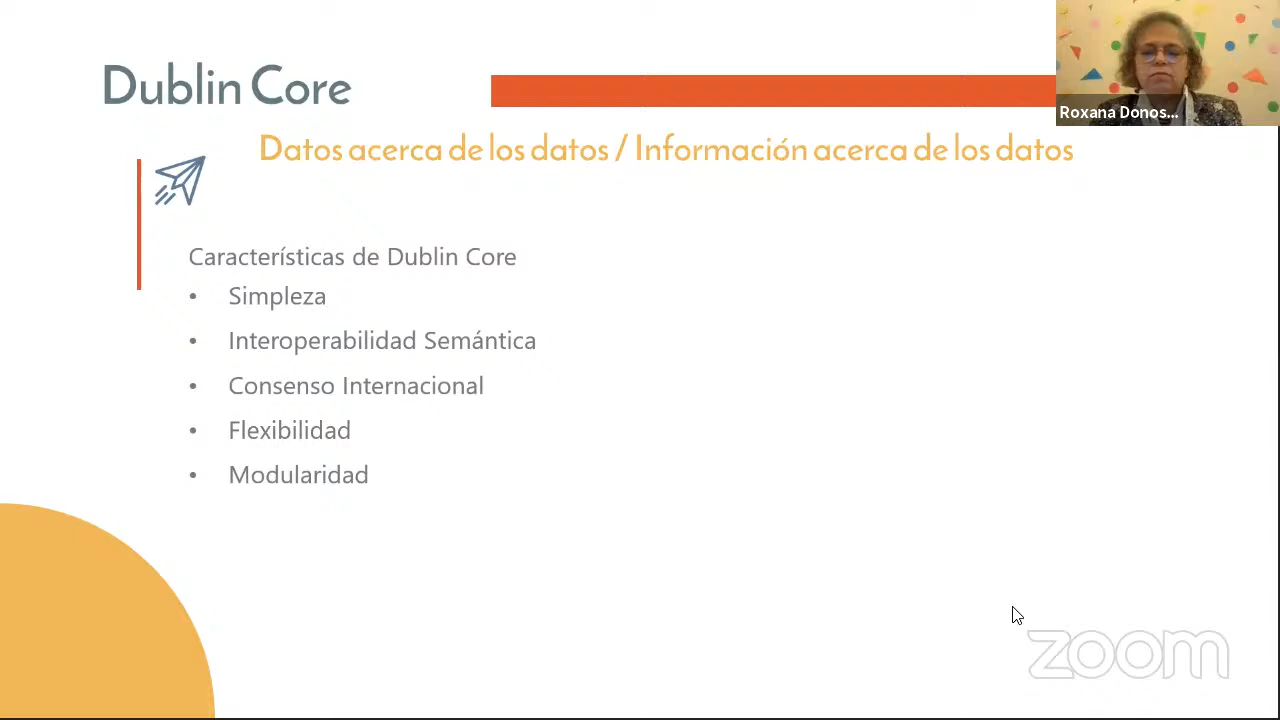 Dublin Core
Roxana Donos...
Datos acerca de los datos / Información acerca de los datos
Características de Dublin Core
• Simpleza
• Interoperabilidad Semántica
• Consenso Internacional
• Flexibilidad
• Modularidad
zoom